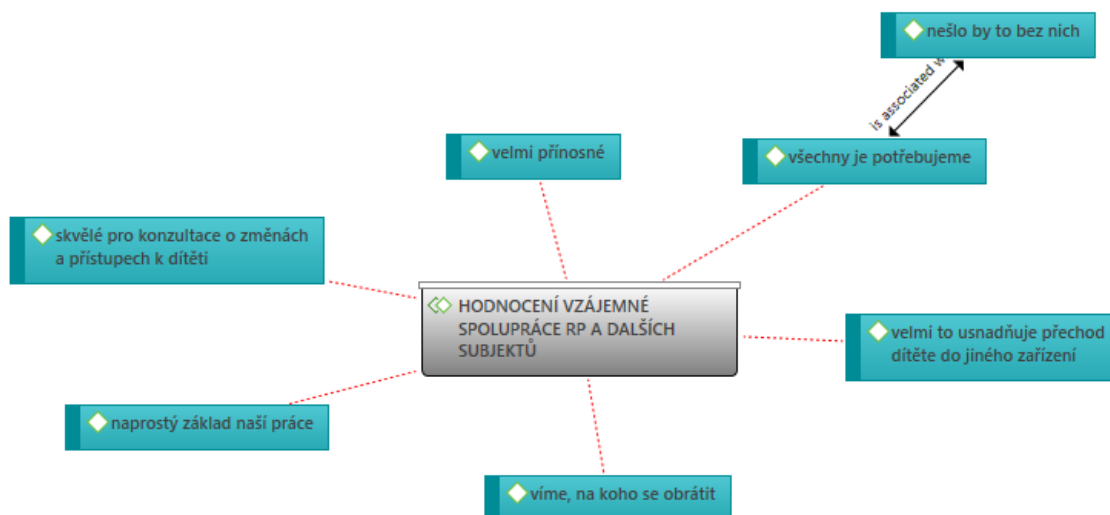 nešlo by to bez nich
is associated w
velmi přínosné
všechny je potřebujeme
skvělé pro konzultace o změnách
a přístupech k dítěti
HODNOCENÍ VZÁJEMNÉ
SPOLUPRÁCE RP A DALŠÍCH
SUBJEKTŮ
velmi to usnadňuje přechod
dítěte do jiného zařízení
naprostý základ naší práce
víme, na koho se obrátit